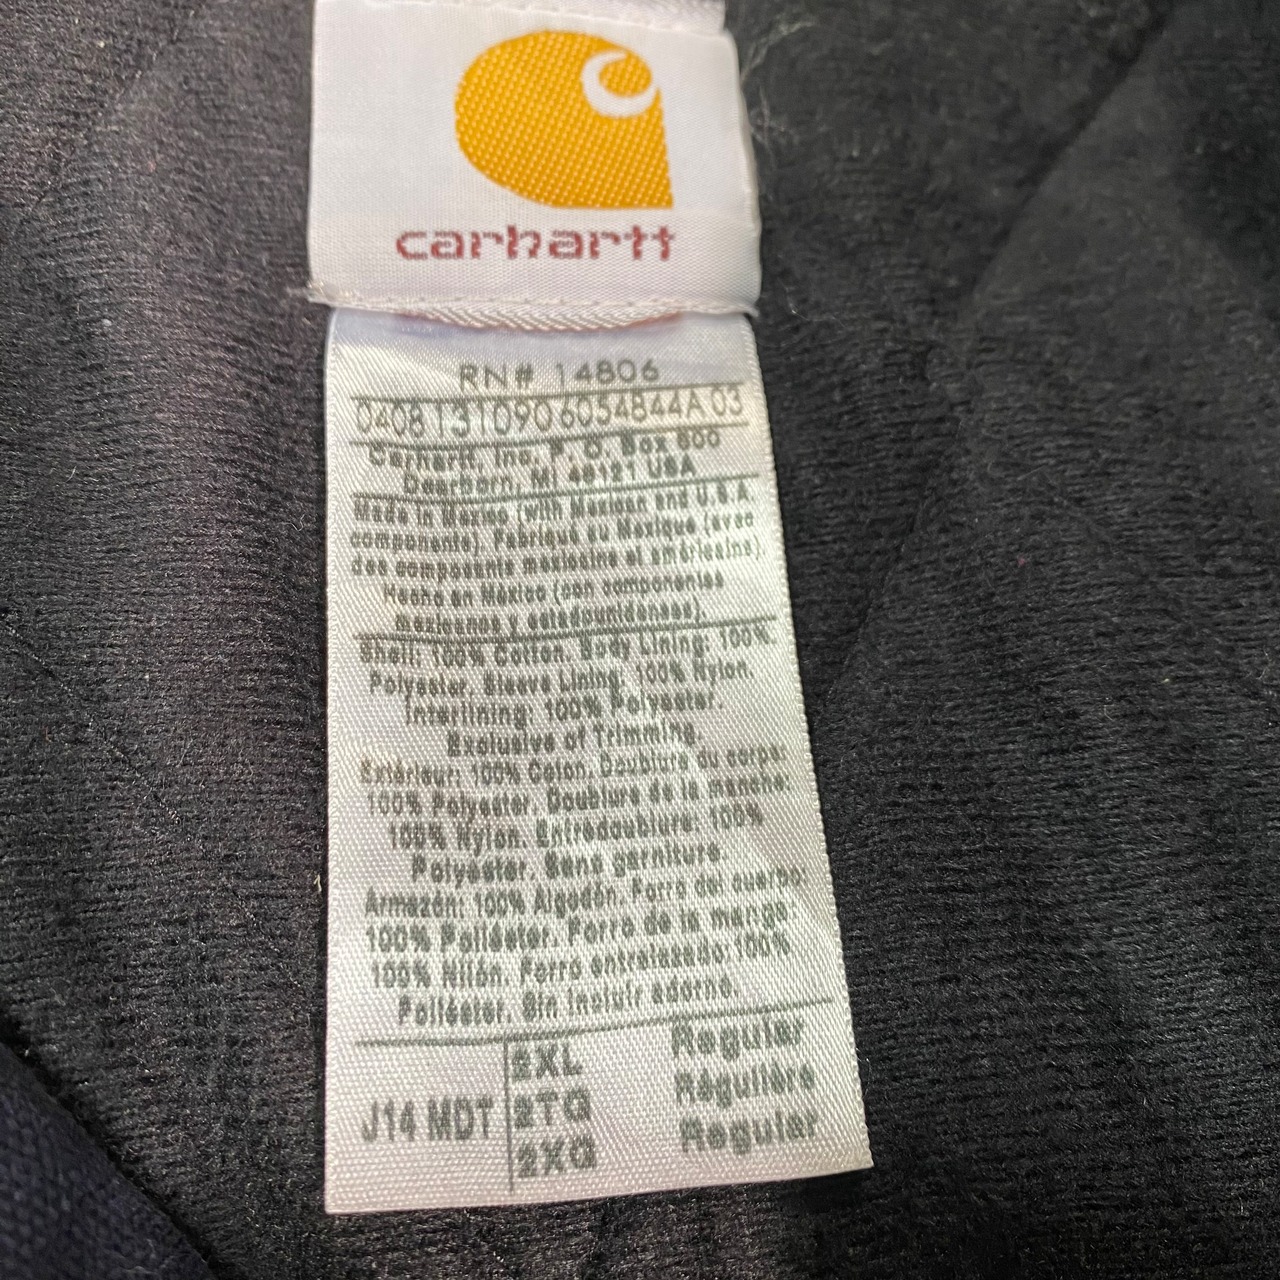 carhartt
RN# 14806
0408131090 6054844A 03
Carhartt, Inc. P. O. Box 600
Dearborn, MI 48121 USA
Made in Mexico (with Mexican and U.S.A.
components). Fabriqué au Mexique (avec
des composants mexicains et américains).
Hecho en México (con componentes
mexicanos y estadounidenses).
Shell: 100% Cotton. Body Lining: 100%
Polyester. Sleeve Lining: 100% Nylon.
Interlining: 100% Polyester.
Exclusive of Trimming.
Extérieur: 100% Coton. Doublure du corps:
100% Polyester. Doublure de la manche:
100% Nylon. Entredoublure: 100%
Polyester. Sans garniture.
Armazón: 100% Algodón. Forro del cuerpo:
100% Poliéster. Forro de la manga:
100% Nilón. Forro entrelazado: 100%
Poliéster. Sin incluir adorno.
J14 MDT
2XL Regular
2TG Régulière
2XG Regular